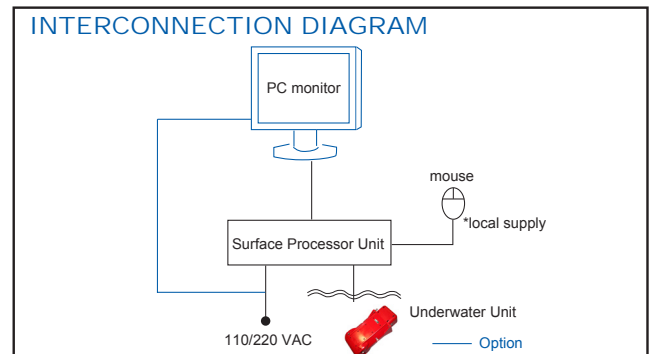 INTERCONNECTION DIAGRAM
PC monitor
mouse
*local supply
Surface Processor Unit
Underwater Unit
110/220 VAC
Option